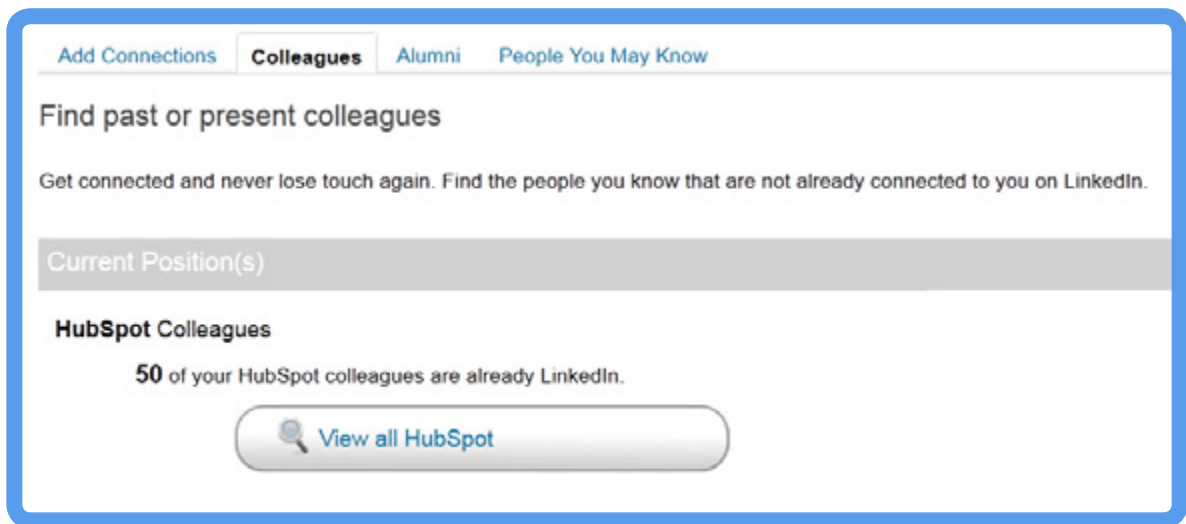 Add Connections Colleagues Alumni People You May Know
Find past or present colleagues
Get connected and never lose touch again. Find the people you know that are not already connected to you on LinkedIn.
Current Position(s)
HubSpot Colleagues
50 of your HubSpot colleagues are already LinkedIn.
View all HubSpot